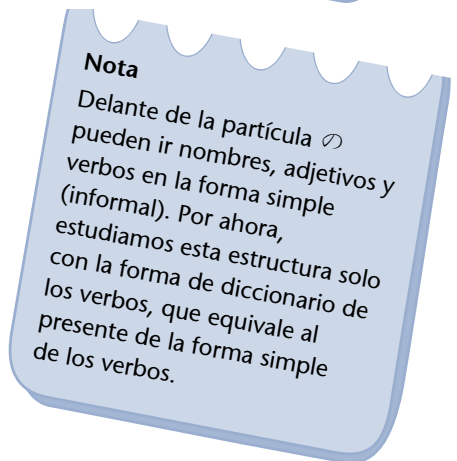 Nota
Delante de la partícula の
pueden ir nombres, adjetivos y
verbos en la forma simple
(informal). Por ahora,
estudiamos esta estructura solo
con la forma de diccionario de
los verbos, que equivale al
presente de la forma simple
de los verbos.